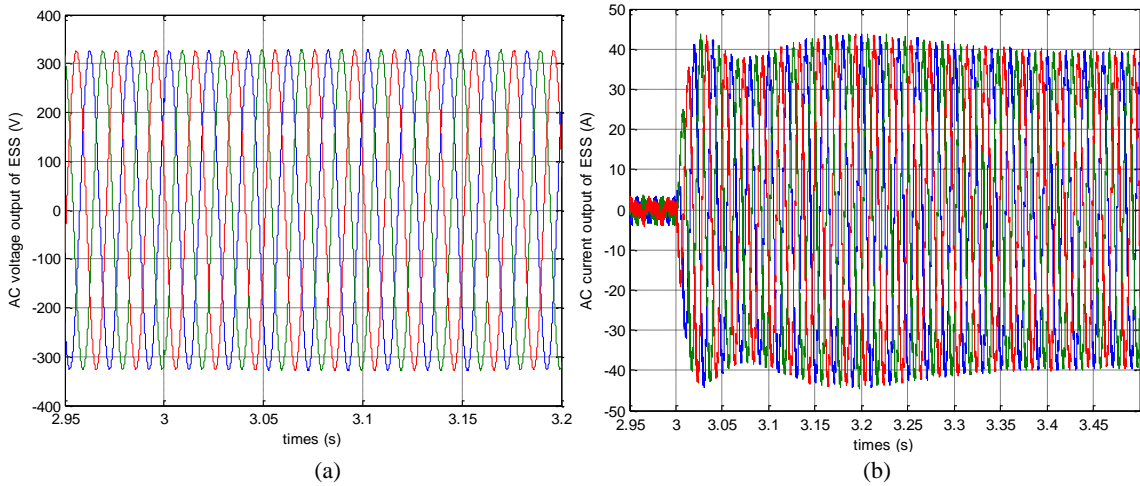 AC voltage output of ESS (V)
400
300
200
100
0
-100
-200
-300
-400
2.95 3 3.05 3.1 3.15 3.2
times (s)
(a)
AC current output of ESS (A)
50
40
30
20
10
0
-10
-20
-30
-40
-50
2.95 3 3.05 3.1 3.15 3.2 3.25 3.3 3.35 3.4 3.45
times (s)
(b)